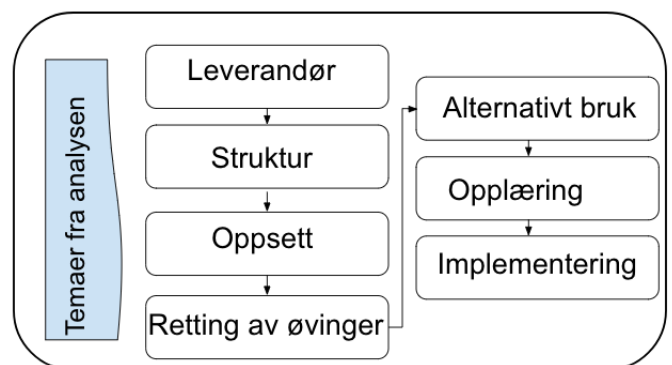 Temaer fra analysen
Leverandør
Struktur
Oppsett
Retting av øvinger
Alternativt bruk
Opplæring
Implementering